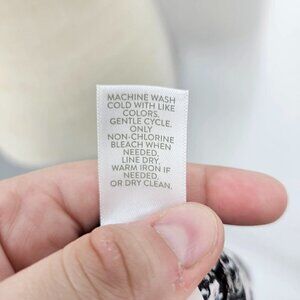 MACHINE WASH
COLD WITH LIKE
COLORS.
GENTLE CYCLE.
ONLY
NON-CHLORINE
BLEACH WHEN
NEEDED.
LINE DRY.
WARM IRON IF
NEEDED.
OR DRY CLEAN.